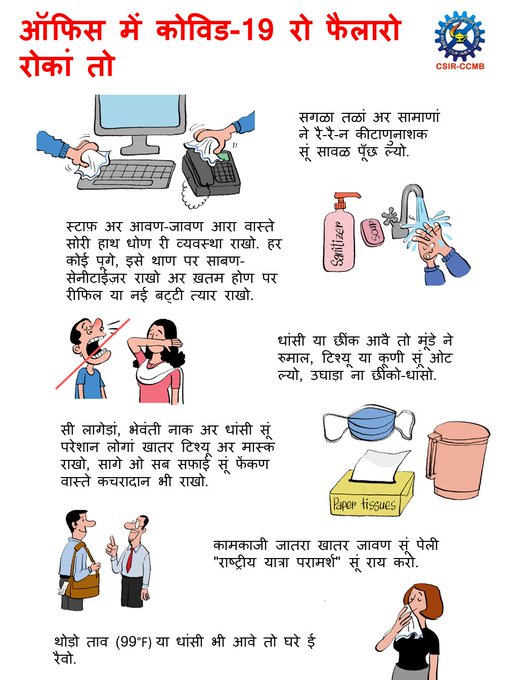 ऑफिस में कोविड-19 रो फैलारो
रोकां तो
CSIR-CCMB
सगळा तळां अर सामाणां
ने रै-रै-न कीटाणुनाशक
सूं सावळ पूँछ ल्यो.
Sanitizer
Soap
स्टाफ़ अर आवण-जावण आरा वास्ते
सोरी हाथ धोण री व्यवस्था राखो. हर
कोई पूगे, इसे थाण पर साबण-
सेनीटाईज़र राखो अर ख़तम होण पर
रीफिल या नई बट्टी त्यार राखो.
धांसी या छींक आवै तो मूंडे ने
रुमाल, टिश्यू या कूणी सूं ओट
ल्यो, उघाडा ना छींको-धांसो.
सी लागेडां, भेवंती नाक अर धांसी सूं
परेशान लोगां खातर टिश्यू अर मास्क
राखो, सागे ओ सब सफ़ाई सूं फेंकण
वास्ते कचरादान भी राखो.
Paper tissues
कामकाजी जातरा खातर जावण सूं पेली
"राष्ट्रीय यात्रा परामर्श" सूं राय करो.
थोडो ताव (99°F) या धांसी भी आवे तो घरे ई
रैवो.